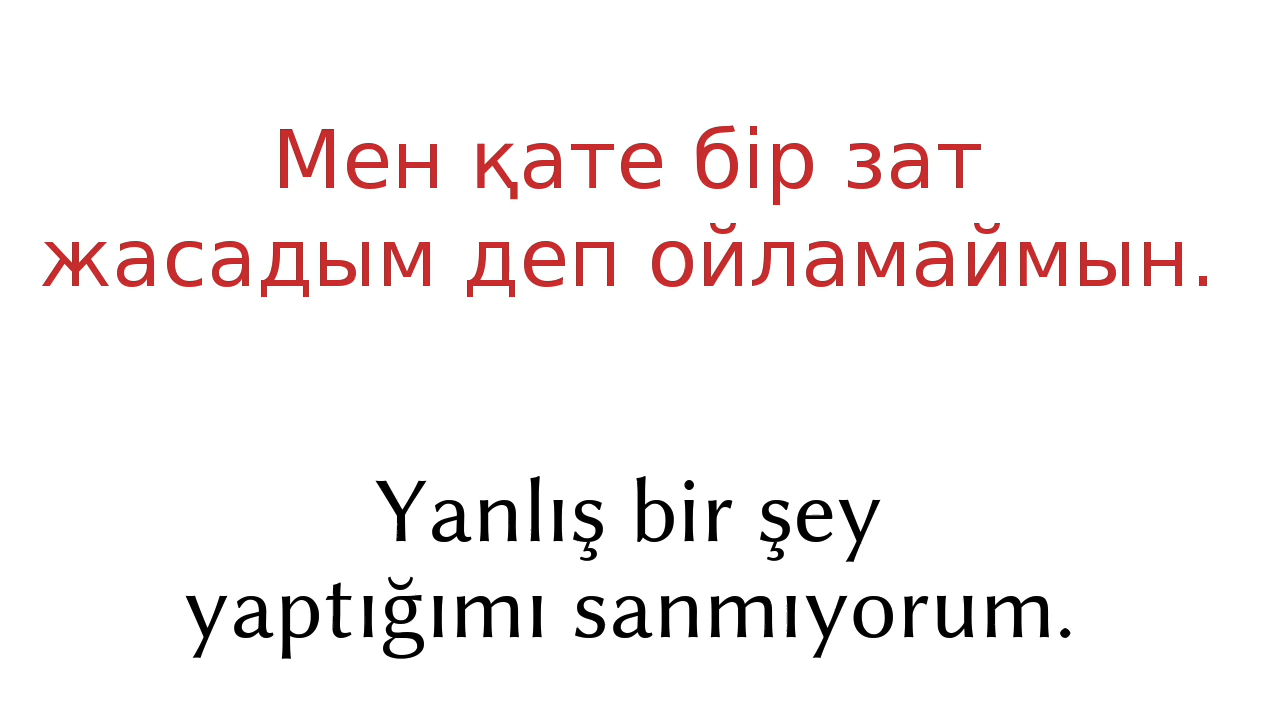 Мен қате бір зат
жасадым деп ойламаймын.
Yanlış bir şey
yaptığımı sanmıyorum.